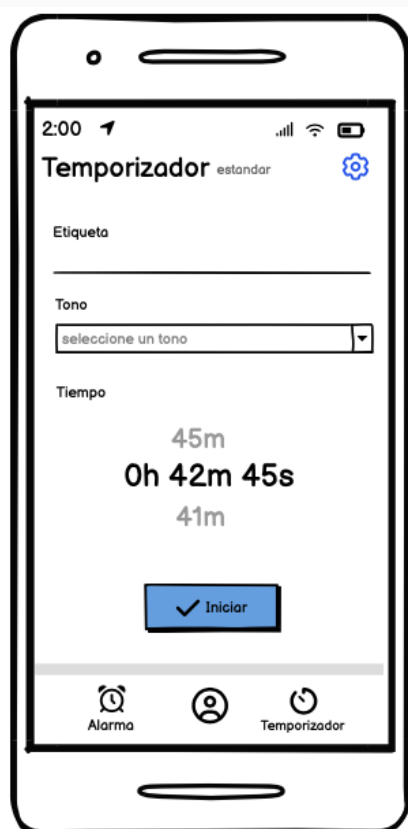 2:00
Temporizador estandar
Etiqueta
Tono
seleccione un tono
Tiempo
45m
0h 42m 45s
41m
Iniciar
Alarma
Temporizador